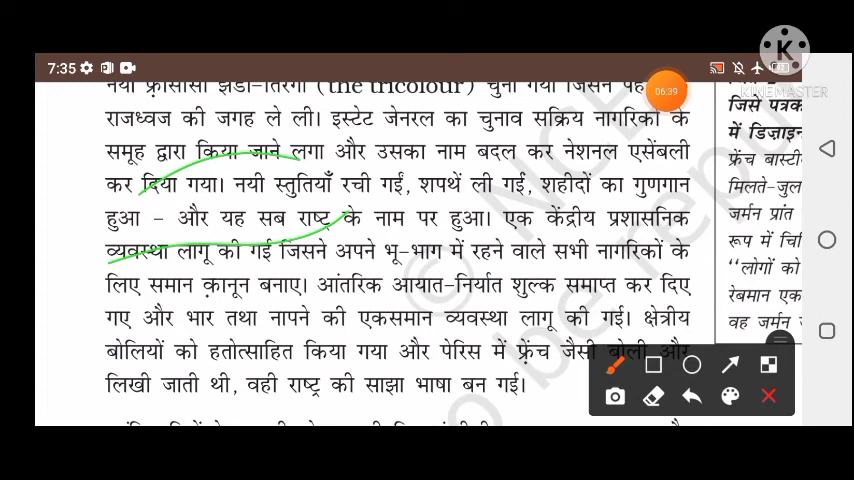 7:35
06:39
KINEMASTER
नयी फ़्रांसीसी झंडा-तिरंगा (the tricolour) चुना गया जिसने
राजध्वज की जगह ले ली। इस्टेट जेनरल का चुनाव सक्रिय नागरिकों के
समूह द्वारा किया जाने लगा और उसका नाम बदल कर नेशनल एसेंबली
कर दिया गया। नयी स्तुतियाँ रची गईं, शपथें ली गईं, शहीदों का गुणगान
हुआ – और यह सब राष्ट्र के नाम पर हुआ। एक केंद्रीय प्रशासनिक
व्यवस्था लागू की गई जिसने अपने भू-भाग में रहने वाले सभी नागरिकों के
लिए समान क़ानून बनाए। आंतरिक आयात-निर्यात शुल्क समाप्त कर दिए
गए और भार तथा नापने की एकसमान व्यवस्था लागू की गई। क्षेत्रीय
बोलियों को हतोत्साहित किया गया और पेरिस में फ़्रेंच जैसी बोली और
लिखी जाती थी, वही राष्ट्र की साझा भाषा बन गई।
जिसे पत्रक
में डिज़ाइन
फ़्रेंच बास्ती
मिलते-जुल
जर्मन प्रांत
रूप में चित्रि
‘‘लोगों को
रेबमान एक
वह जर्मन
© NCE
o be repu